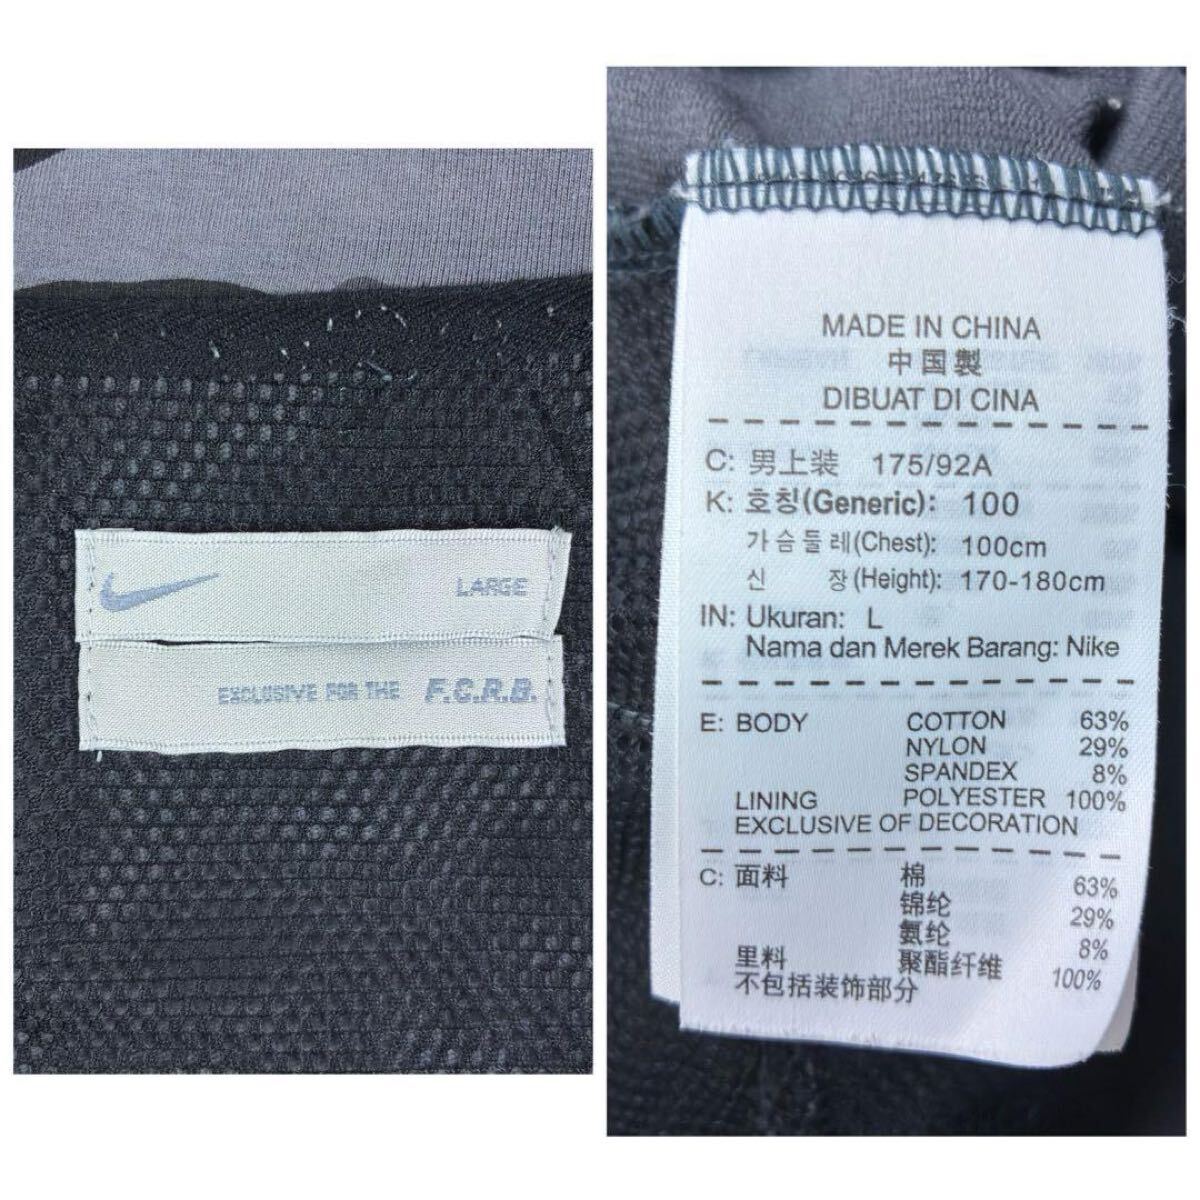 LARGE
EXCLUSIVE FOR THE F.C.R.B.
MADE IN CHINA
中国製
DIBUAT DI CINA
C: 男上装 175/92A
K: 호칭(Generic): 100
가슴둘레(Chest): 100cm
신 장(Height): 170-180cm
IN: Ukuran: L
Nama dan Merek Barang: Nike
E: BODY COTTON 63%
NYLON 29%
SPANDEX 8%
LINING POLYESTER 100%
EXCLUSIVE OF DECORATION
C: 面料 棉 63%
锦纶 29%
氨纶 8%
里料 聚酯纤维 100%
不包括装饰部分